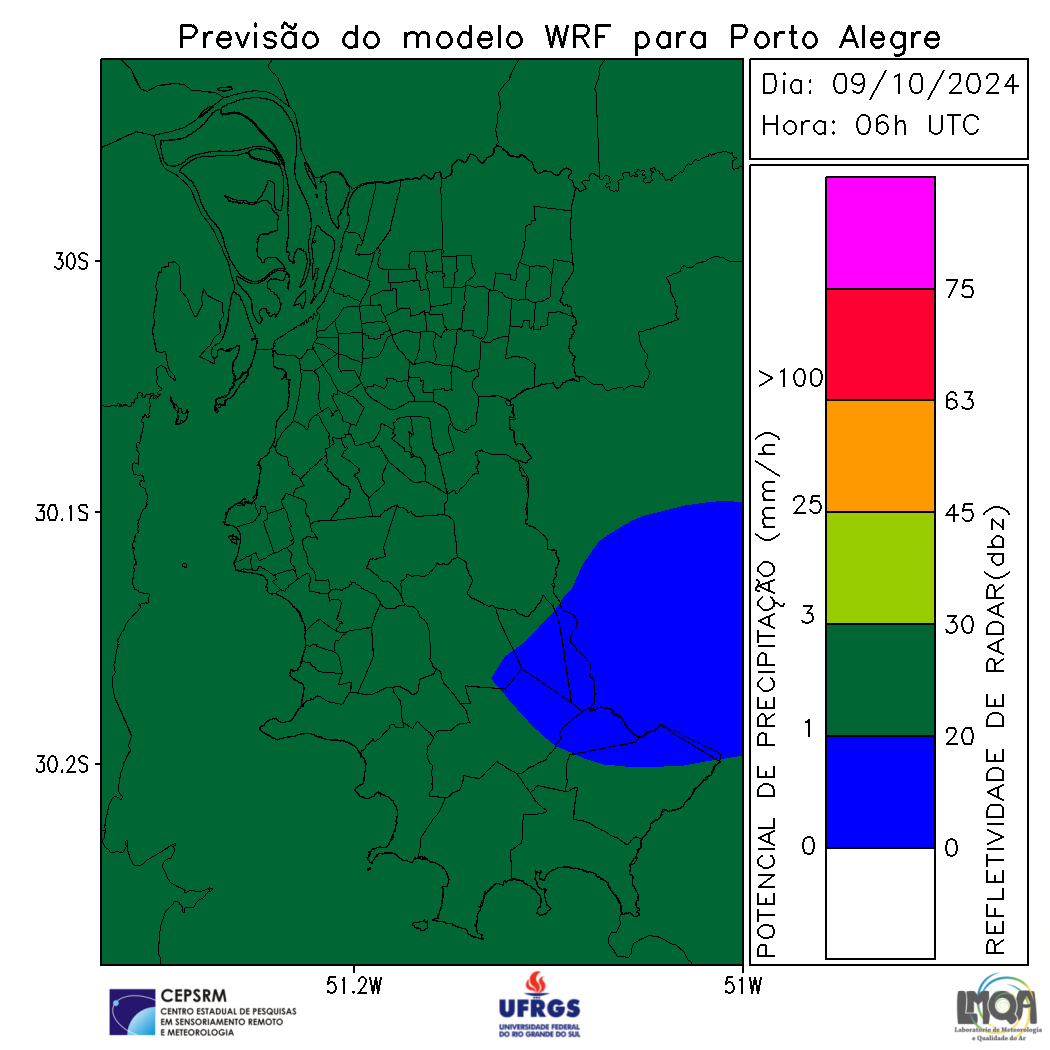 Previsão do modelo WRF para Porto Alegre
Dia: 09/10/2024
Hora: 06h UTC
30S
30.1S
30.2S
51.2W
51W
POTENCIAL DE PRECIPITAÇÃO (mm/h)
>100
25
3
1
0
75
63
45
30
20
0
REFLETIVIDADE DE RADAR(dbz)
CEPSRM
CENTRO ESTADUAL DE PESQUISAS
EM SENSORIAMENTO REMOTO
E METEOROLOGIA
UFRGS
UNIVERSIDADE FEDERAL
DO RIO GRANDE DO SUL
LMQA
Laboratório de Meteorologia
e Qualidade do Ar